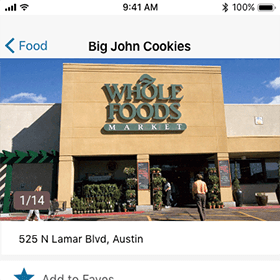 9:41 AM
100%
Food
Big John Cookies
WHOLE
FOODS
MARKET
1/14
525 N Lamar Blvd, Austin
Add to Faves